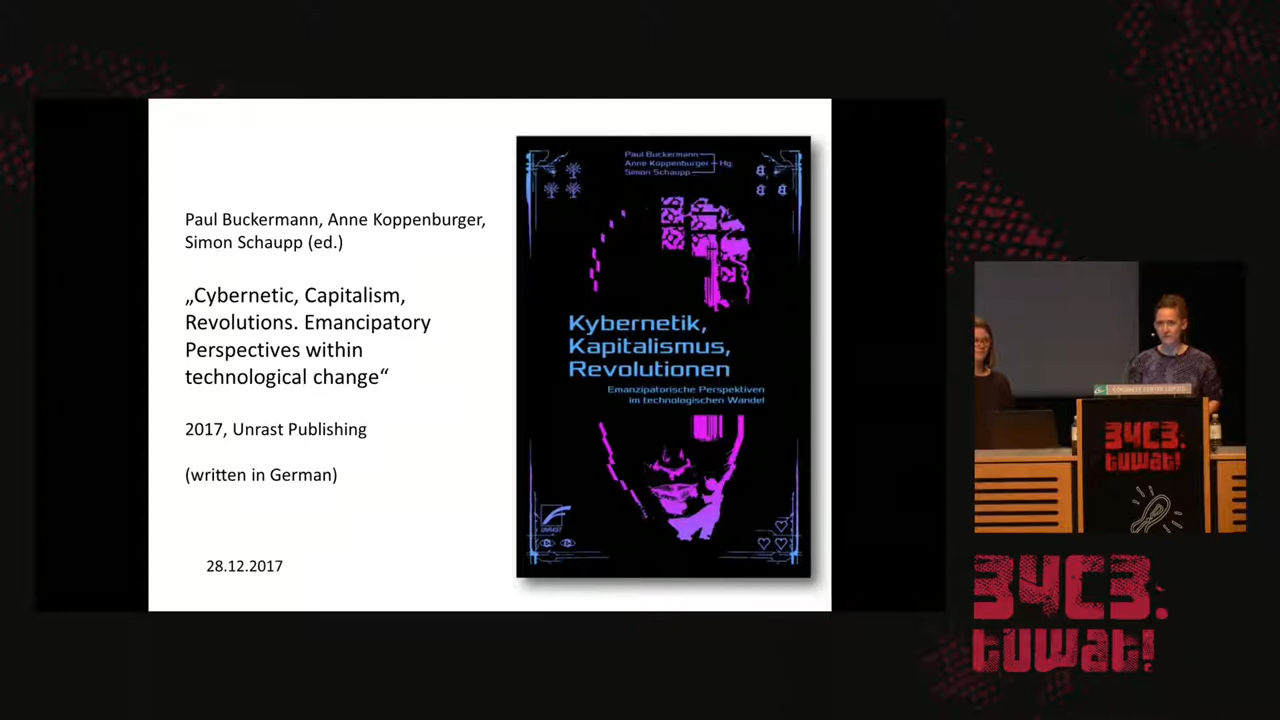 Paul Buckermann, Anne Koppenburger,
Simon Schaupp (ed.)
„Cybernetic, Capitalism,
Revolutions. Emancipatory
Perspectives within
technological change“
2017, Unrast Publishing
(written in German)
28.12.2017
Paul Buckermann
Anne Koppenburger Hg.
Simon Schaupp
Kybernetik,
Kapitalismus,
Revolutionen
Emanzipatorische Perspektiven
im technologischen Wandel
UNRAST
34C3.
tuwat!
34C3.
tuwat!